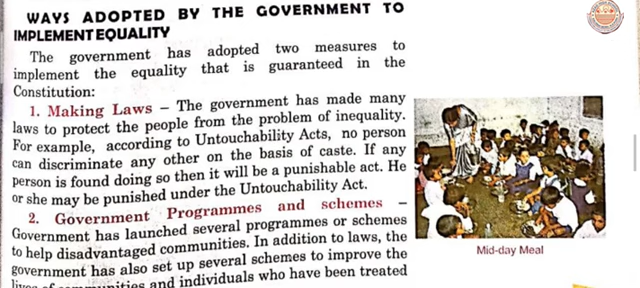 WAYS ADOPTED BY THE GOVERNMENT TO
IMPLEMENT EQUALITY
The government has adopted two measures to
implement the equality that is guaranteed in the
Constitution:
1. Making Laws – The government has made many
laws to protect the people from the problem of inequality.
For example, according to Untouchability Acts, no person
can discriminate any other on the basis of caste. If any
person is found doing so then it will be a punishable act. He
or she may be punished under the Untouchability Act.
2. Government Programmes and schemes –
Government has launched several programmes or schemes
to help disadvantaged communities. In addition to laws, the
government has also set up several schemes to improve the
lives of communities and individuals who have been treated
Mid-day Meal